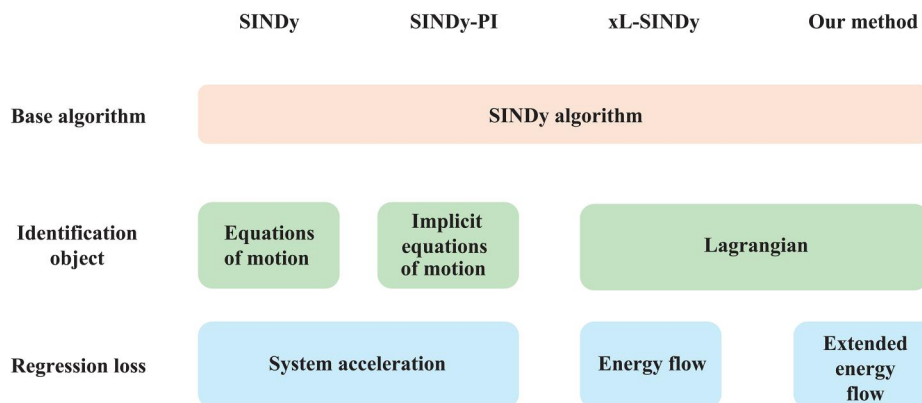 SINDy SINDy-PI xL-SINDy Our method
Base algorithm SINDy algorithm
Identification object
Equations of motion
Implicit equations of motion
Lagrangian
Regression loss System acceleration Energy flow
Extended energy flow